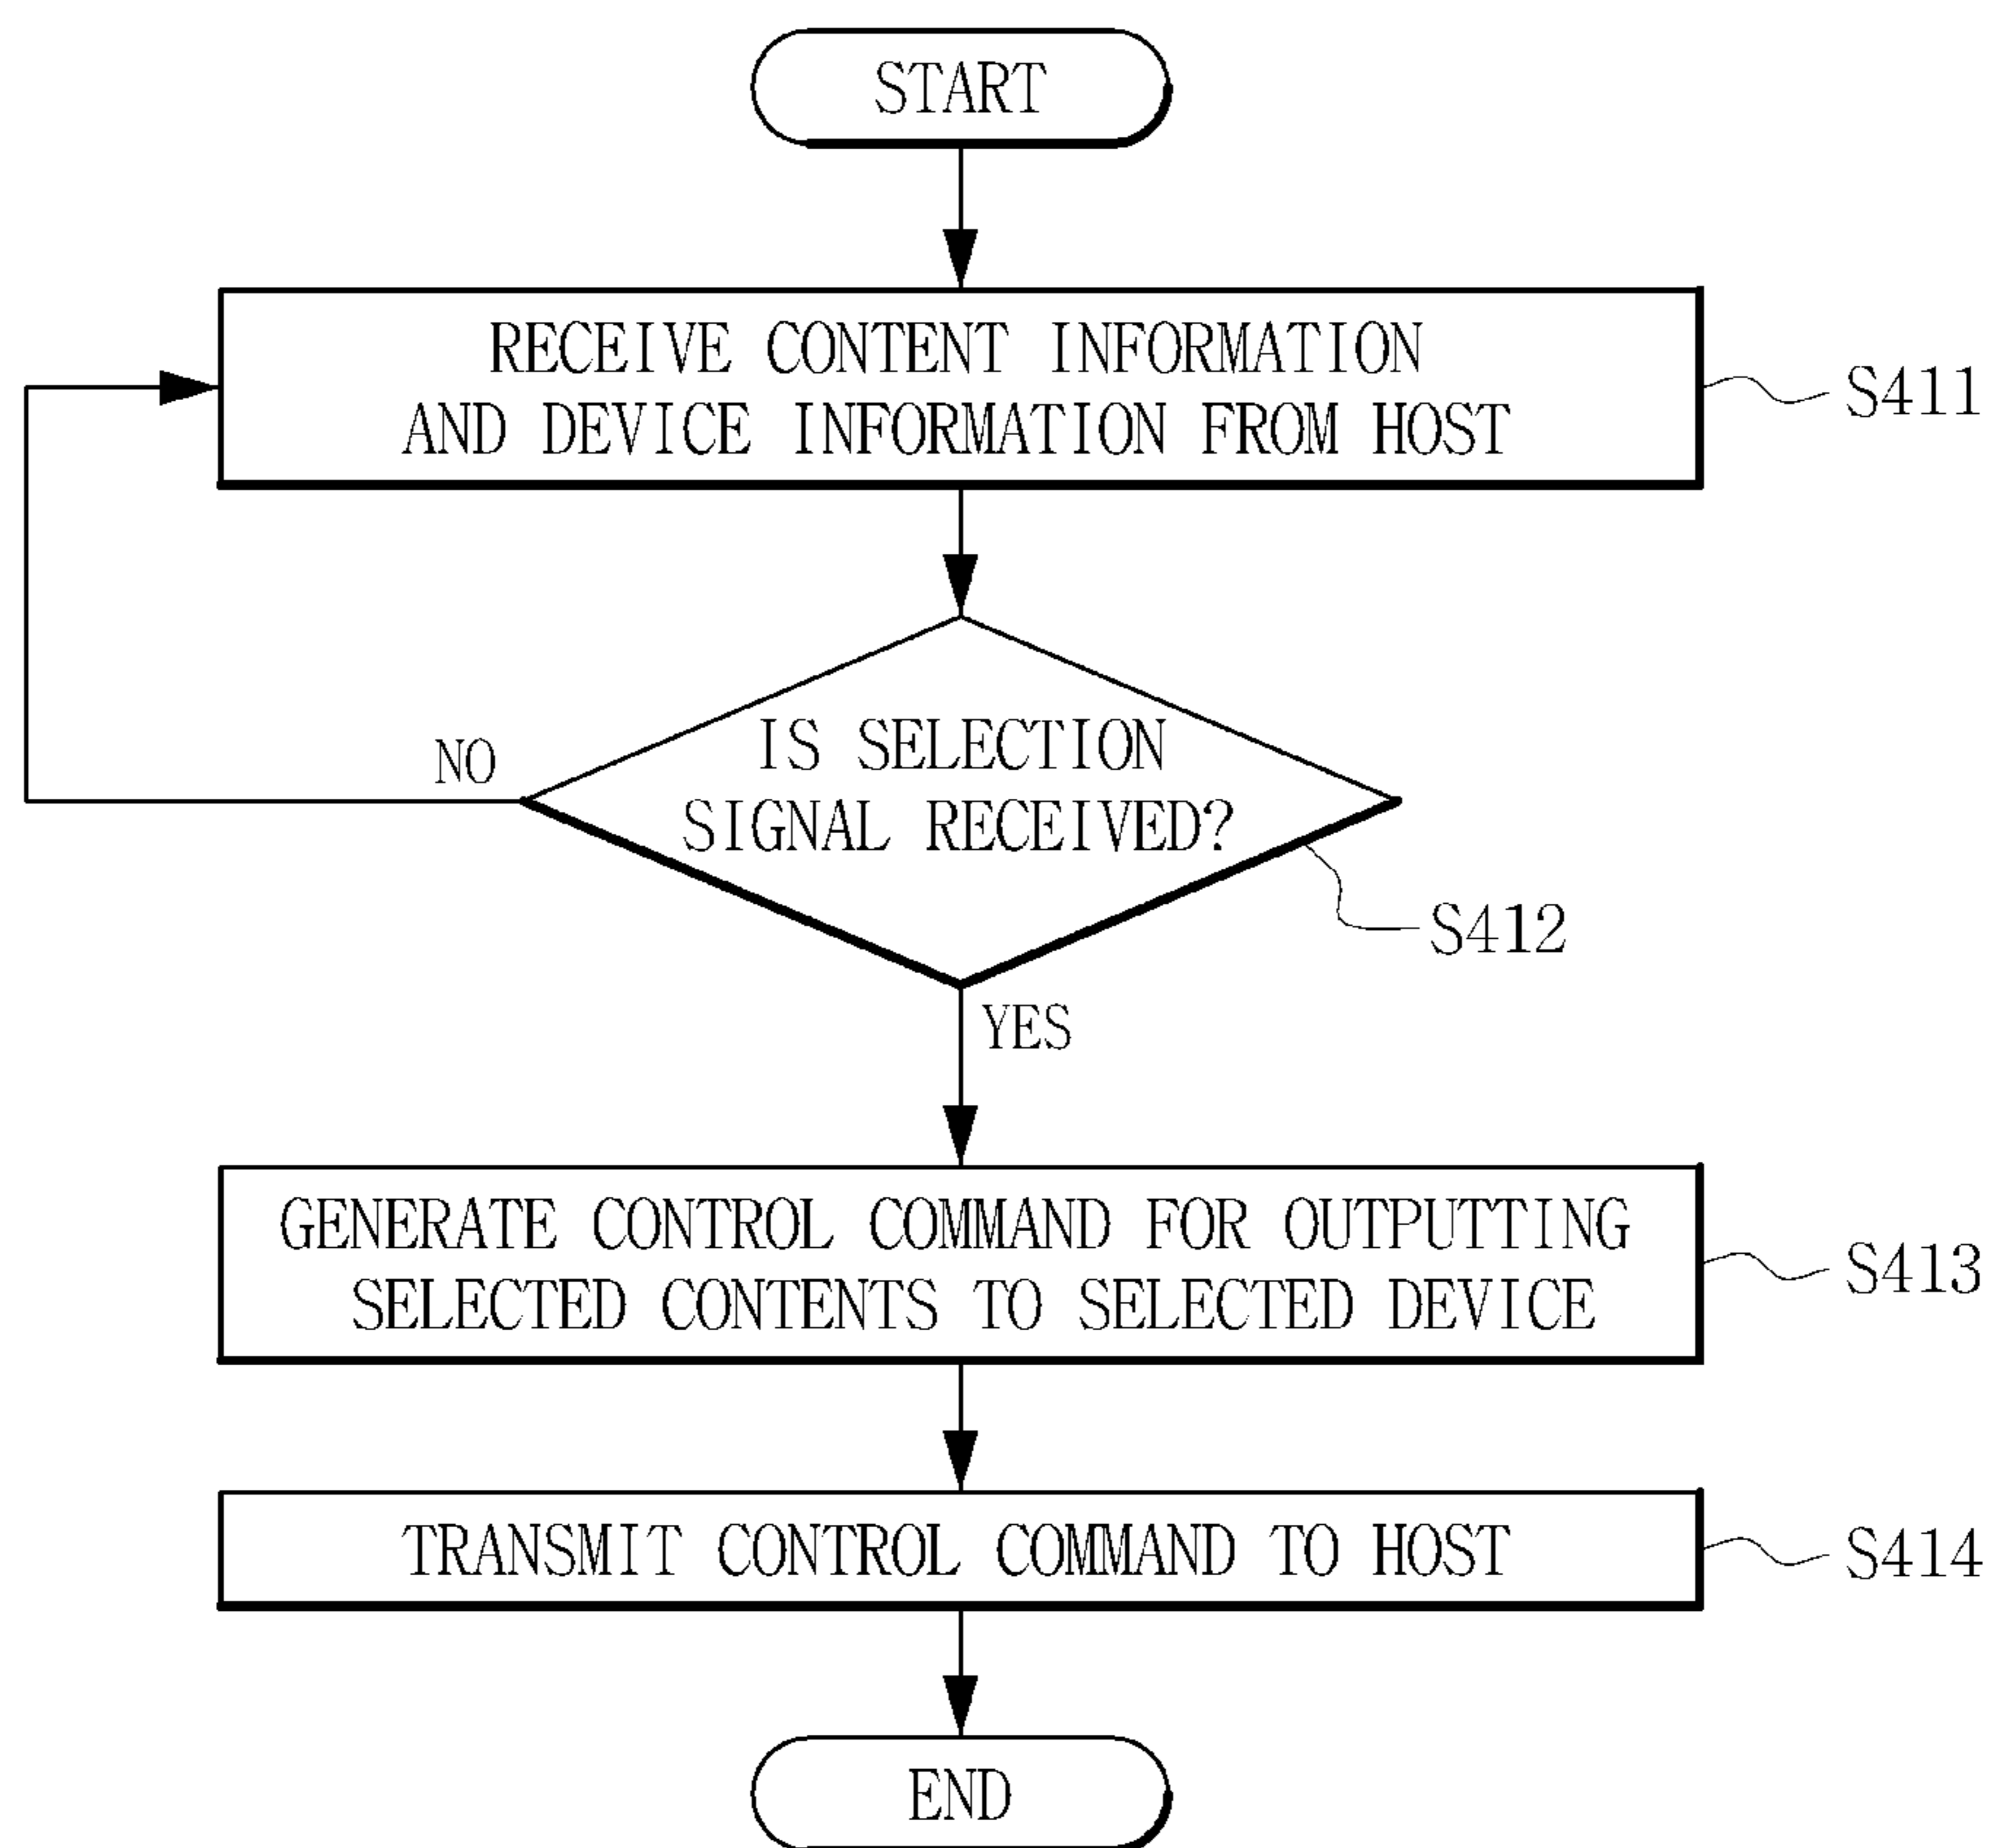 START
RECEIVE CONTENT INFORMATION
AND DEVICE INFORMATION FROM HOST
S411
IS SELECTION
SIGNAL RECEIVED?
NO
S412
YES
GENERATE CONTROL COMMAND FOR OUTPUTTING
SELECTED CONTENTS TO SELECTED DEVICE
S413
TRANSMIT CONTROL COMMAND TO HOST
S414
END